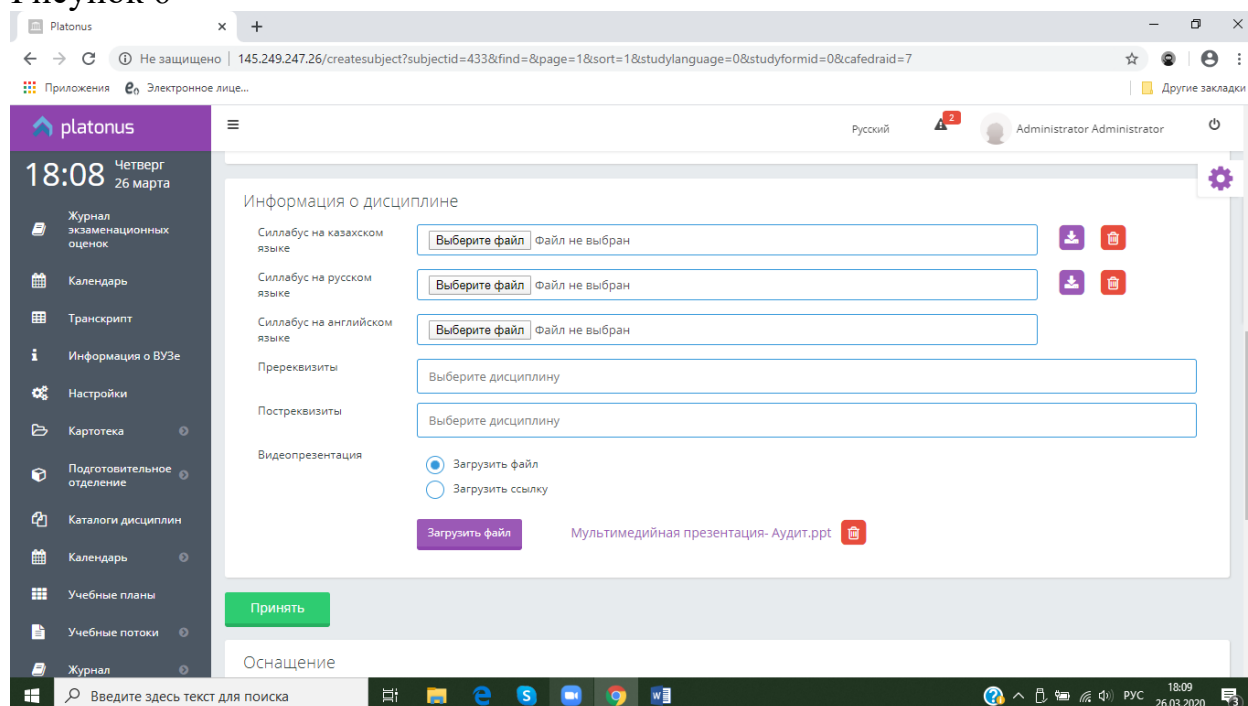 Рисунок 6
Platonus
Не защищено | 145.249.247.26/createsubject?subjectid=433&find=&page=1&sort=1&studylanguage=0&studyformid=0&cafedraid=7
Приложения Электронное лице...
Другие закладки
platonus
Русский
2
Administrator Administrator
18:08 Четверг
26 марта
Журнал
экзаменационных
оценок
Календарь
Транскрипт
Информация о ВУЗе
Настройки
Картотека
Подготовительное
отделение
Каталоги дисциплин
Календарь
Учебные планы
Учебные потоки
Журнал
Информация о дисциплине
Силлабус на казахском
языке
Выберите файл Файл не выбран
Силлабус на русском
языке
Выберите файл Файл не выбран
Силлабус на английском
языке
Выберите файл Файл не выбран
Пререквизиты
Выберите дисциплину
Постреквизиты
Выберите дисциплину
Видеопрезентация
Загрузить файл
Загрузить ссылку
Загрузить файл
Мультимедийная презентация- Аудит.ppt
Принять
Оснащение
Введите здесь текст для поиска
РУС
18:09
26.03.2020
3